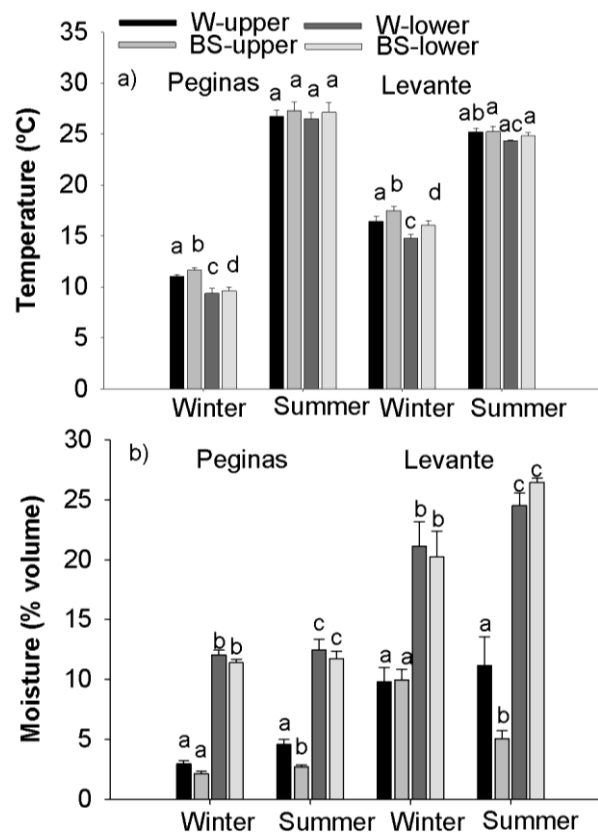 W-upper W-lower
BS-upper BS-lower
35
30
25
20
15
10
5
0
Temperature (ºC)
a) Peginas Levante
a b c d
a a a a
a b c d
ab a ac a
Winter Summer Winter Summer
30
25
20
15
10
5
0
Moisture (% volume)
b) Peginas Levante
a a b b
a b c c
a a b b
a b c c
Winter Summer Winter Summer